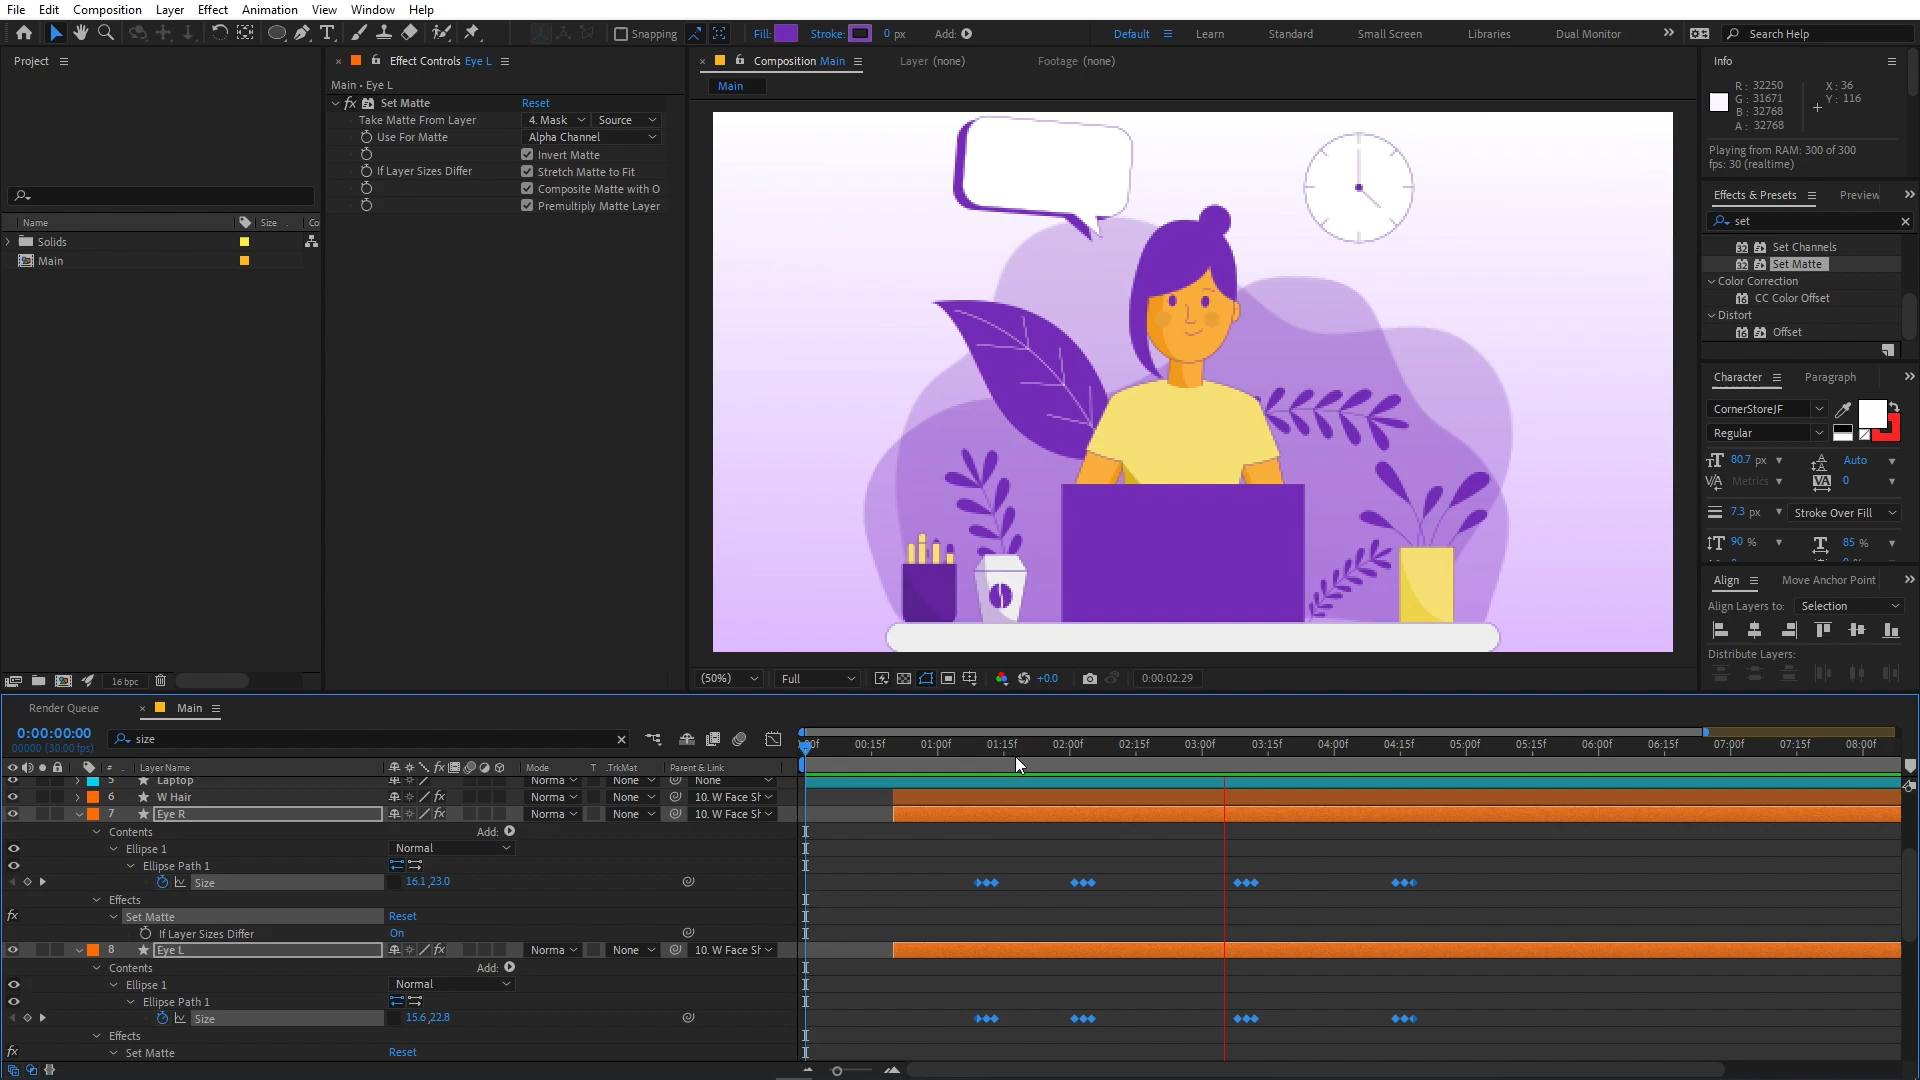 File Edit Composition Layer Effect Animation View Window Help
Snapping Fill: Stroke: 0 px Add: Default Learn Standard Small Screen Libraries Dual Monitor Search Help
Project
Name Size Co
Solids
Main
16 bpc
Effect Controls Eye L
Main • Eye L
fx Set Matte Reset
Take Matte From Layer 4. Mask Source
Use For Matte Alpha Channel
Invert Matte
If Layer Sizes Differ Stretch Matte to Fit
Composite Matte with O
Premultiply Matte Layer
Composition Main Layer (none) Footage (none)
Main
(50%) Full +0.0 0:00:02:29
Info
R: 32250 X: 36
G: 31671 Y: 116
B: 32768
A: 32768
Playing from RAM: 300 of 300
fps: 30 (realtime)
Effects & Presets Preview
set
32 Set Channels
32 Set Matte
Color Correction
16 CC Color Offset
Distort
16 Offset
Character Paragraph
CornerStoreJF
Regular
80.7 px Auto
Metrics 0
7.3 px Stroke Over Fill
90 % 85 %
Align Move Anchor Point
Align Layers to: Selection
Distribute Layers:
Render Queue Main
0:00:00:00
00000 (30.00 fps)
size
00f 00:15f 01:00f 01:15f 02:00f 02:15f 03:00f 03:15f 04:00f 04:15f 05:00f 05:15f 06:00f 06:15f 07:00f 07:15f 08:00f
# Layer Name fx Mode T .TrkMat Parent & Link
5 Laptop Norma None None
6 W Hair fx Norma None 10. W Face Sh
7 Eye R fx Norma None 10. W Face Sh
Contents Add:
Ellipse 1 Normal
Ellipse Path 1
Size 16.1,23.0
Effects
fx Set Matte Reset
If Layer Sizes Differ On
8 Eye L fx Norma None 10. W Face Sh
Contents Add:
Ellipse 1 Normal
Ellipse Path 1
Size 15.6,22.8
Effects
fx Set Matte Reset